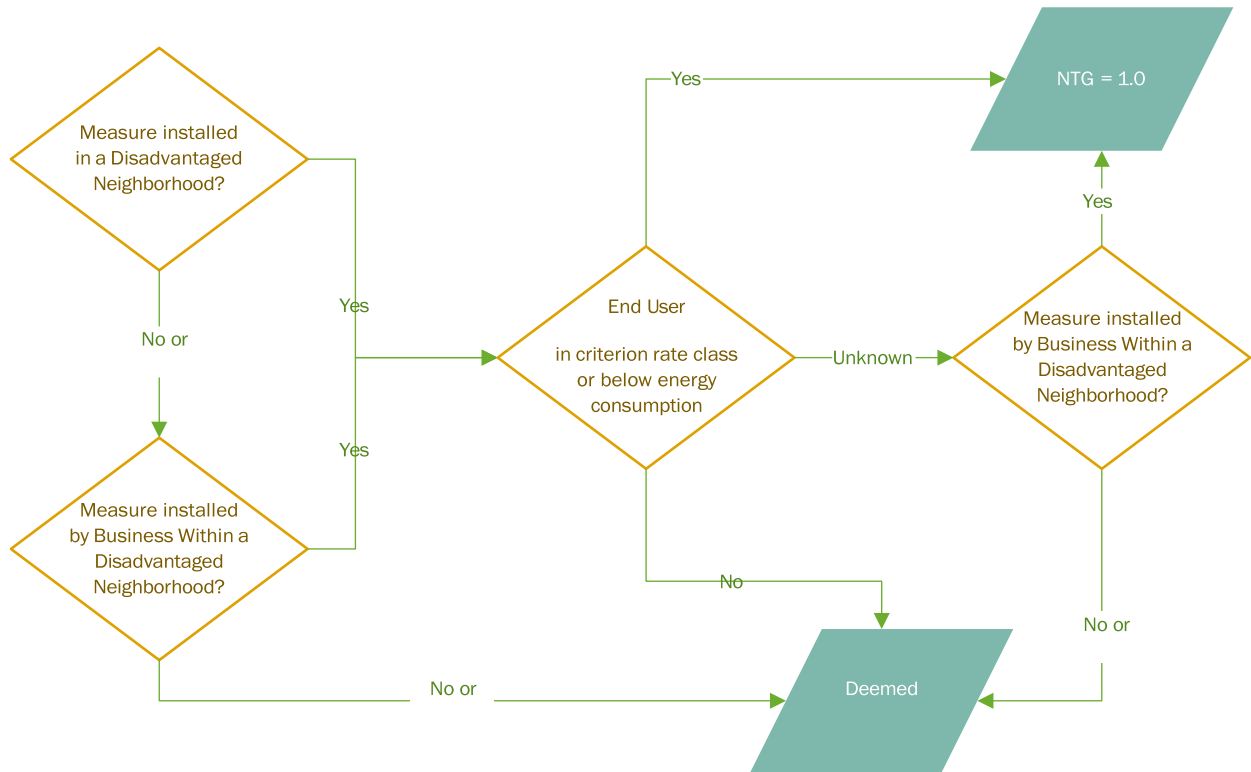 Measure installed
in a Disadvantaged
Neighborhood?
Yes
No or
Yes
Measure installed
by Business Within a
Disadvantaged
Neighborhood?
No or
End User
in criterion rate class
or below energy
consumption
Yes
Unknown
No
NTG = 1.0
Yes
Measure installed
by Business Within a
Disadvantaged
Neighborhood?
No or
Deemed